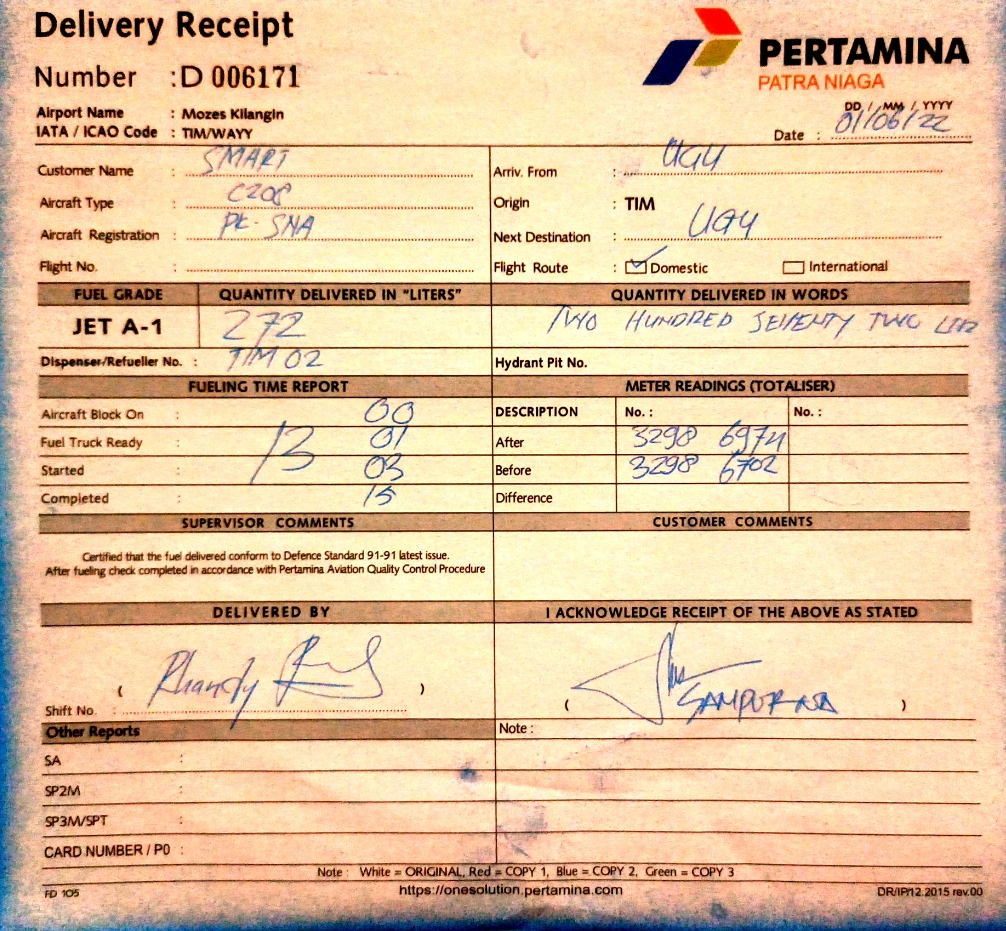 Delivery Receipt
PERTAMINA
PATRA NIAGA
Number : D 006171
Airport Name : Mozes Kilangin
IATA / ICAO Code : TIM/WAYY
DD / MM / YYYY
Date : 01/06/22
Customer Name : SMART
Arriv. From : UGU
Aircraft Type : C208
Origin : TIM
Aircraft Registration : PK-SNA
Next Destination : UGU
Flight No. :
Flight Route : Domestic International
FUEL GRADE QUANTITY DELIVERED IN "LITERS" QUANTITY DELIVERED IN WORDS
JET A-1 272 TWO HUNDRED SEVENTY TWO
Dispenser/Refueller No. : TIM 02 Hydrant Pit No.
FUELING TIME REPORT METER READINGS (TOTALISER)
Aircraft Block On : 00 DESCRIPTION No. : No. :
Fuel Truck Ready : 13 01 After 3298 6974
Started : 03 Before 3298 6702
Completed : 15 Difference
SUPERVISOR COMMENTS CUSTOMER COMMENTS
Certified that the fuel delivered conform to Defence Standard 91-91 latest issue.
After fueling check completed in accordance with Pertamina Aviation Quality Control Procedure
DELIVERED BY I ACKNOWLEDGE RECEIPT OF THE ABOVE AS STATED
( Rhandy ) ( SAMPURNA )
Shift No. :
Other Reports Note :
SA :
SP2M :
SP3M/SPT :
CARD NUMBER / P0 :
Note : White = ORIGINAL, Red = COPY 1, Blue = COPY 2, Green = COPY 3
FD 105 https://onesolution.pertamina.com DR/IP/12.2015 rev.00